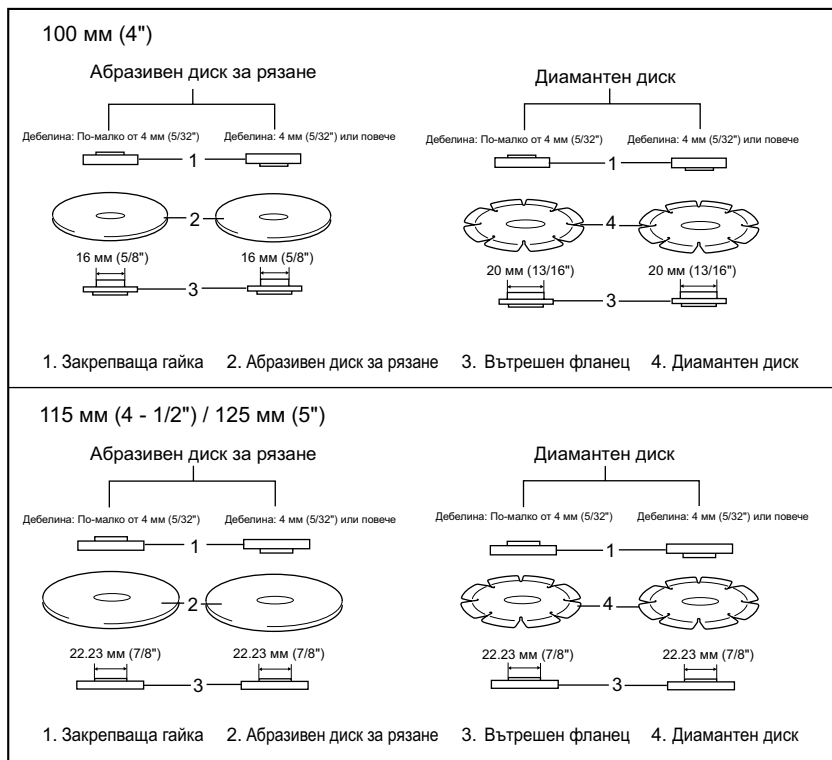 100 мм (4")
Абразивен диск за рязане
Диамантен диск
Дебелина: По-малко от 4 мм (5/32") Дебелина: 4 мм (5/32") или повече
Дебелина: По-малко от 4 мм (5/32") Дебелина: 4 мм (5/32") или повече
1
1
2
4
16 мм (5/8") 16 мм (5/8")
20 мм (13/16") 20 мм (13/16")
3
3
1. Закрепваща гайка 2. Абразивен диск за рязане 3. Вътрешен фланец 4. Диамантен диск
115 мм (4 - 1/2") / 125 мм (5")
Абразивен диск за рязане
Диамантен диск
Дебелина: По-малко от 4 мм (5/32") Дебелина: 4 мм (5/32") или повече
Дебелина: По-малко от 4 мм (5/32") Дебелина: 4 мм (5/32") или повече
1
1
2
4
22.23 мм (7/8") 22.23 мм (7/8")
22.23 мм (7/8") 22.23 мм (7/8")
3
3
1. Закрепваща гайка 2. Абразивен диск за рязане 3. Вътрешен фланец 4. Диамантен диск